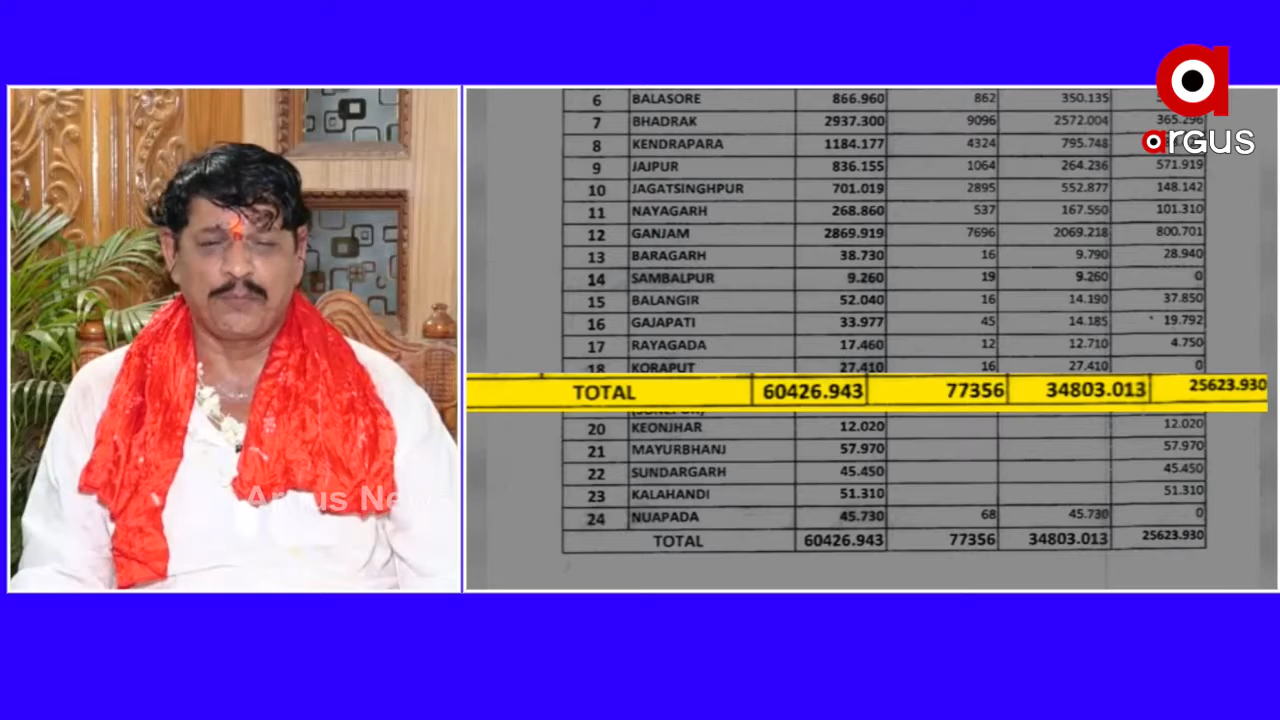 argus
6 BALASORE 866.960 862 350.135
7 BHADRAK 2937.300 9096 2572.004 365.296
8 KENDRAPARA 1184.177 4324 795.748
9 JAJPUR 836.155 1064 264.236 571.919
10 JAGATSINGHPUR 701.019 2895 552.877 148.142
11 NAYAGARH 268.860 537 167.550 101.310
12 GANJAM 2869.919 7696 2069.218 800.701
13 BARAGARH 38.730 16 9.790 28.940
14 SAMBALPUR 9.260 19 9.260 0
15 BALANGIR 52.040 16 14.190 37.850
16 GAJAPATI 33.977 45 14.185 19.792
17 RAYAGADA 17.460 12 12.710 4.750
18 KORAPUT 27.410 16 27.410 0
TOTAL 60426.943 77356 34803.013 25623.930
20 KEONJHAR 12.020 12.020
21 MAYURBHANJ 57.970 57.970
22 SUNDARGARH 45.450 45.450
23 KALAHANDI 51.310 51.310
24 NUAPADA 45.730 68 45.730 0
TOTAL 60426.943 77356 34803.013 25623.930
Argus News